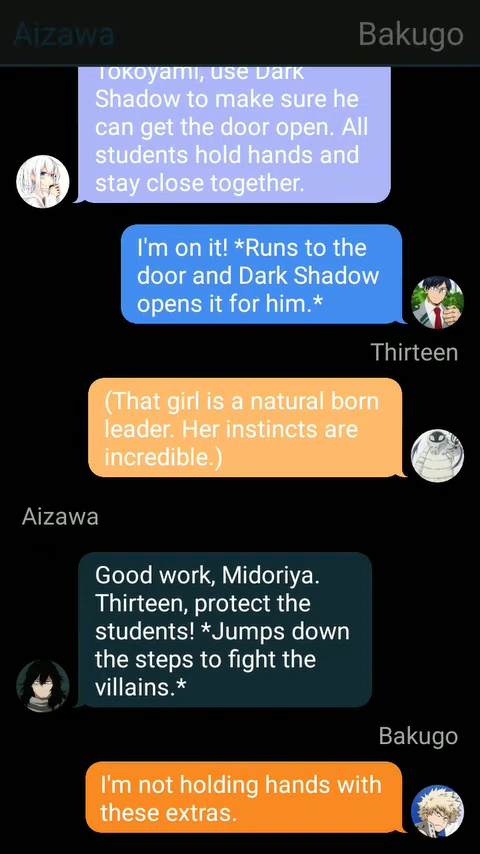 Aizawa
Bakugo
Tokoyami, use Dark
Shadow to make sure he
can get the door open. All
students hold hands and
stay close together.
I'm on it! *Runs to the
door and Dark Shadow
opens it for him.*
Thirteen
(That girl is a natural born
leader. Her instincts are
incredible.)
Aizawa
Good work, Midoriya.
Thirteen, protect the
students! *Jumps down
the steps to fight the
villains.*
Bakugo
I'm not holding hands with
these extras.